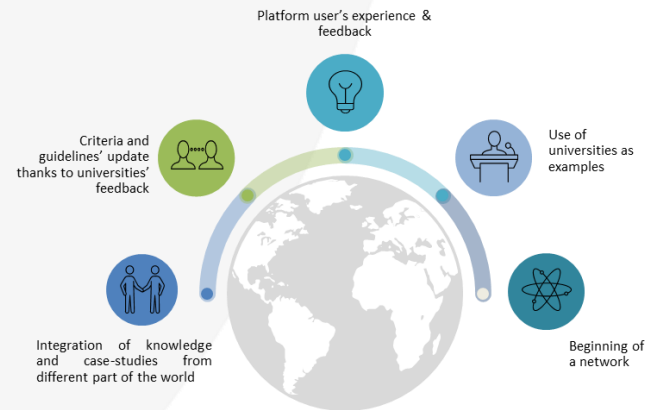 Platform user's experience &
feedback
Criteria and
guidelines' update
thanks to universities'
feedback
Use of
universities as
examples
Integration of knowledge
and case-studies from
different part of the world
Beginning of
a network